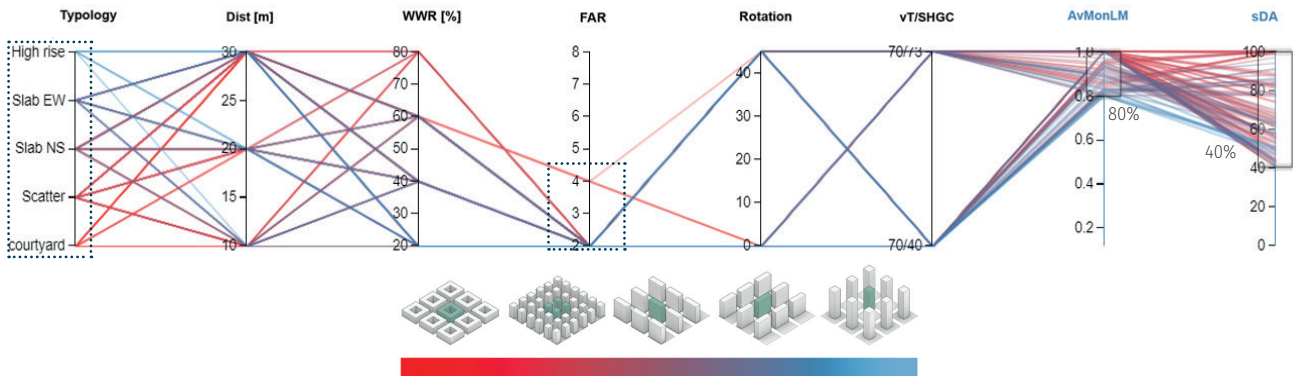 Typology Dist [m] WWR [%] FAR Rotation vT/SHGC AvMonLM sDA
High rise 30 80 8 70/73 1.0 100
Slab EW 25 70 7 40 0.8 80
Slab NS 20 60 6 30 0.6 60
Scatter 15 50 5 20 0.4 40
courtyard 10 40 4 10 0.2 20
30 3 0 70/40 0
20 2
80%
40%